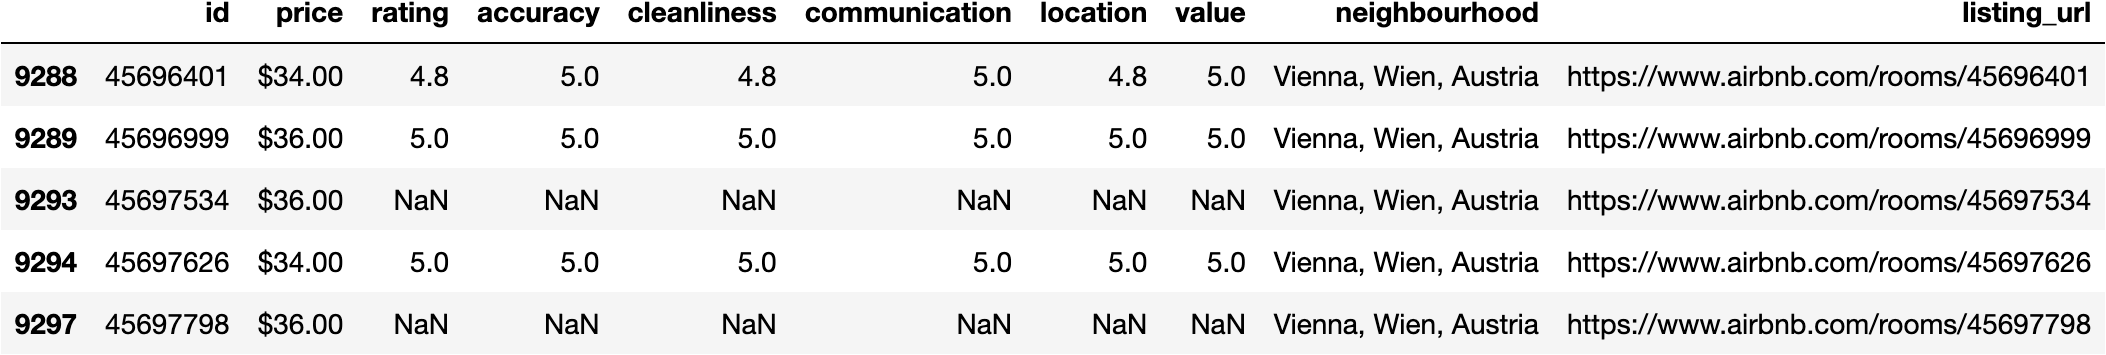 id price rating accuracy cleanliness communication location value neighbourhood listing_url
9288 45696401 $34.00 4.8 5.0 4.8 5.0 4.8 5.0 Vienna, Wien, Austria https://www.airbnb.com/rooms/45696401
9289 45696999 $36.00 5.0 5.0 5.0 5.0 5.0 5.0 Vienna, Wien, Austria https://www.airbnb.com/rooms/45696999
9293 45697534 $36.00 NaN NaN NaN NaN NaN NaN Vienna, Wien, Austria https://www.airbnb.com/rooms/45697534
9294 45697626 $34.00 5.0 5.0 5.0 5.0 5.0 5.0 Vienna, Wien, Austria https://www.airbnb.com/rooms/45697626
9297 45697798 $36.00 NaN NaN NaN NaN NaN NaN Vienna, Wien, Austria https://www.airbnb.com/rooms/45697798